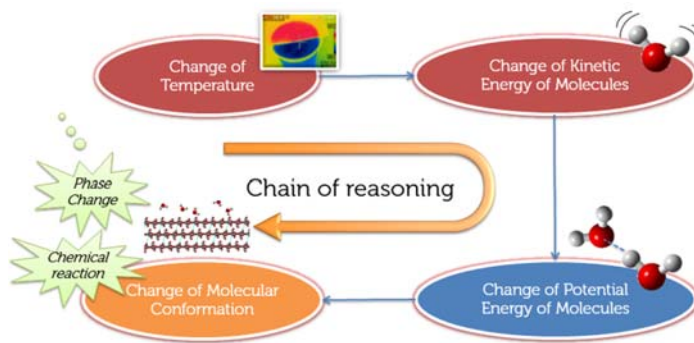 Change of
Temperature
Change of Kinetic
Energy of Molecules
Phase
Change
Chain of reasoning
Chemical
reaction
Change of Molecular
Conformation
Change of Potential
Energy of Molecules